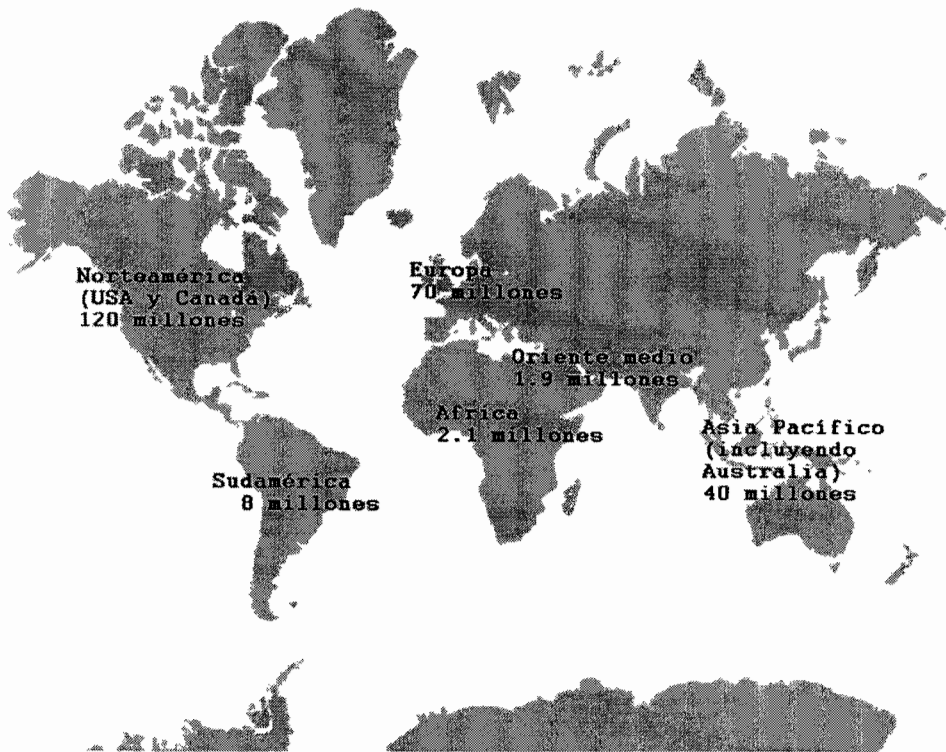 Norteamérica
(USA y Canadá)
120 millones
Europa
70 millones
Oriente medio
1.9 millones
Africa
2.1 millones
Asia Pacífico
(incluyendo
Australia)
40 millones
Sudamérica
8 millones